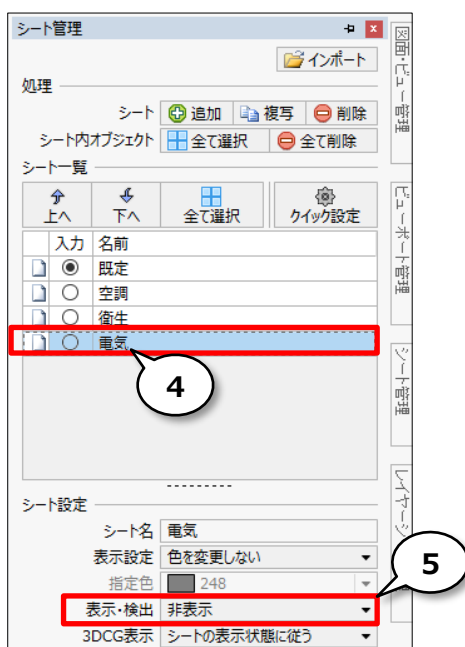 シート管理
インポート
処理
シート 追加 複写 削除
シート内オブジェクト 全て選択 全て削除
シート一覧
上へ 下へ 全て選択 クイック設定
入力 名前
既定
空調
衛生
電気
4
シート設定
シート名 電気
表示設定 色を変更しない
指定色 248
表示・検出 非表示
5
3DCG表示 シートの表示状態に従う
図面・ビュー管理
ビューポート管理
シート管理
レイヤーシ